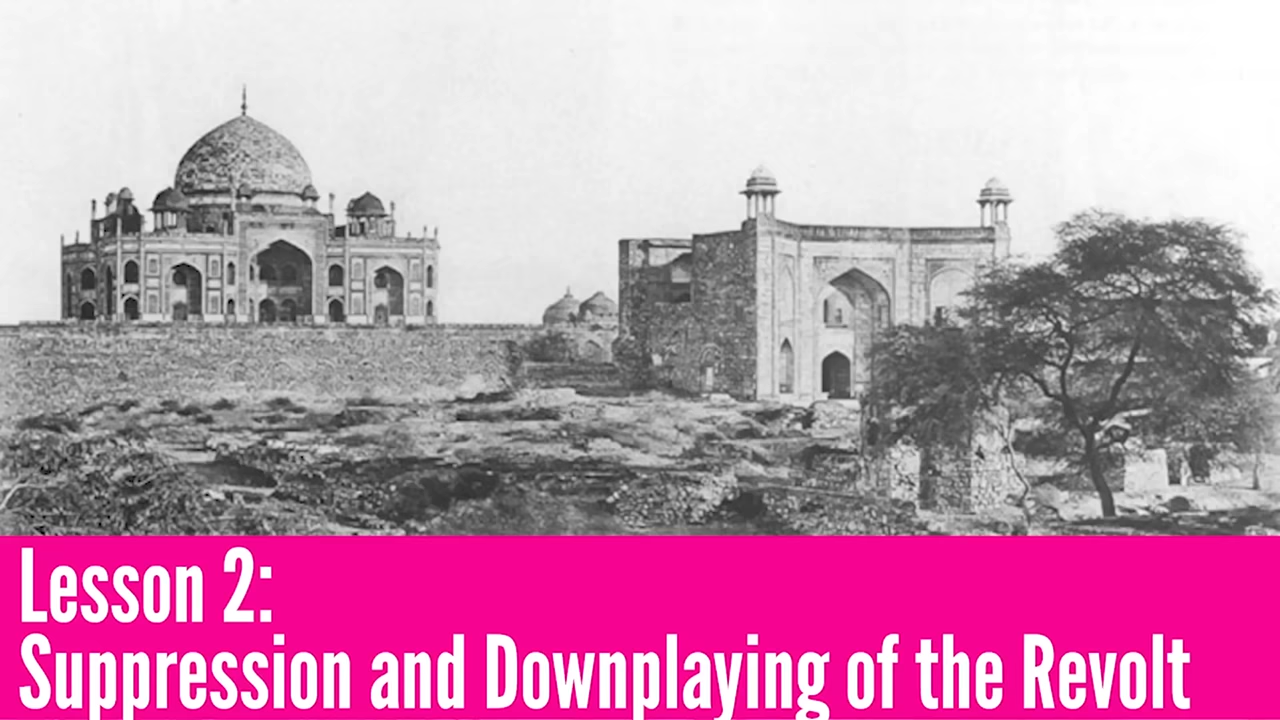 Lesson 2:
Suppression and Downplaying of the Revolt